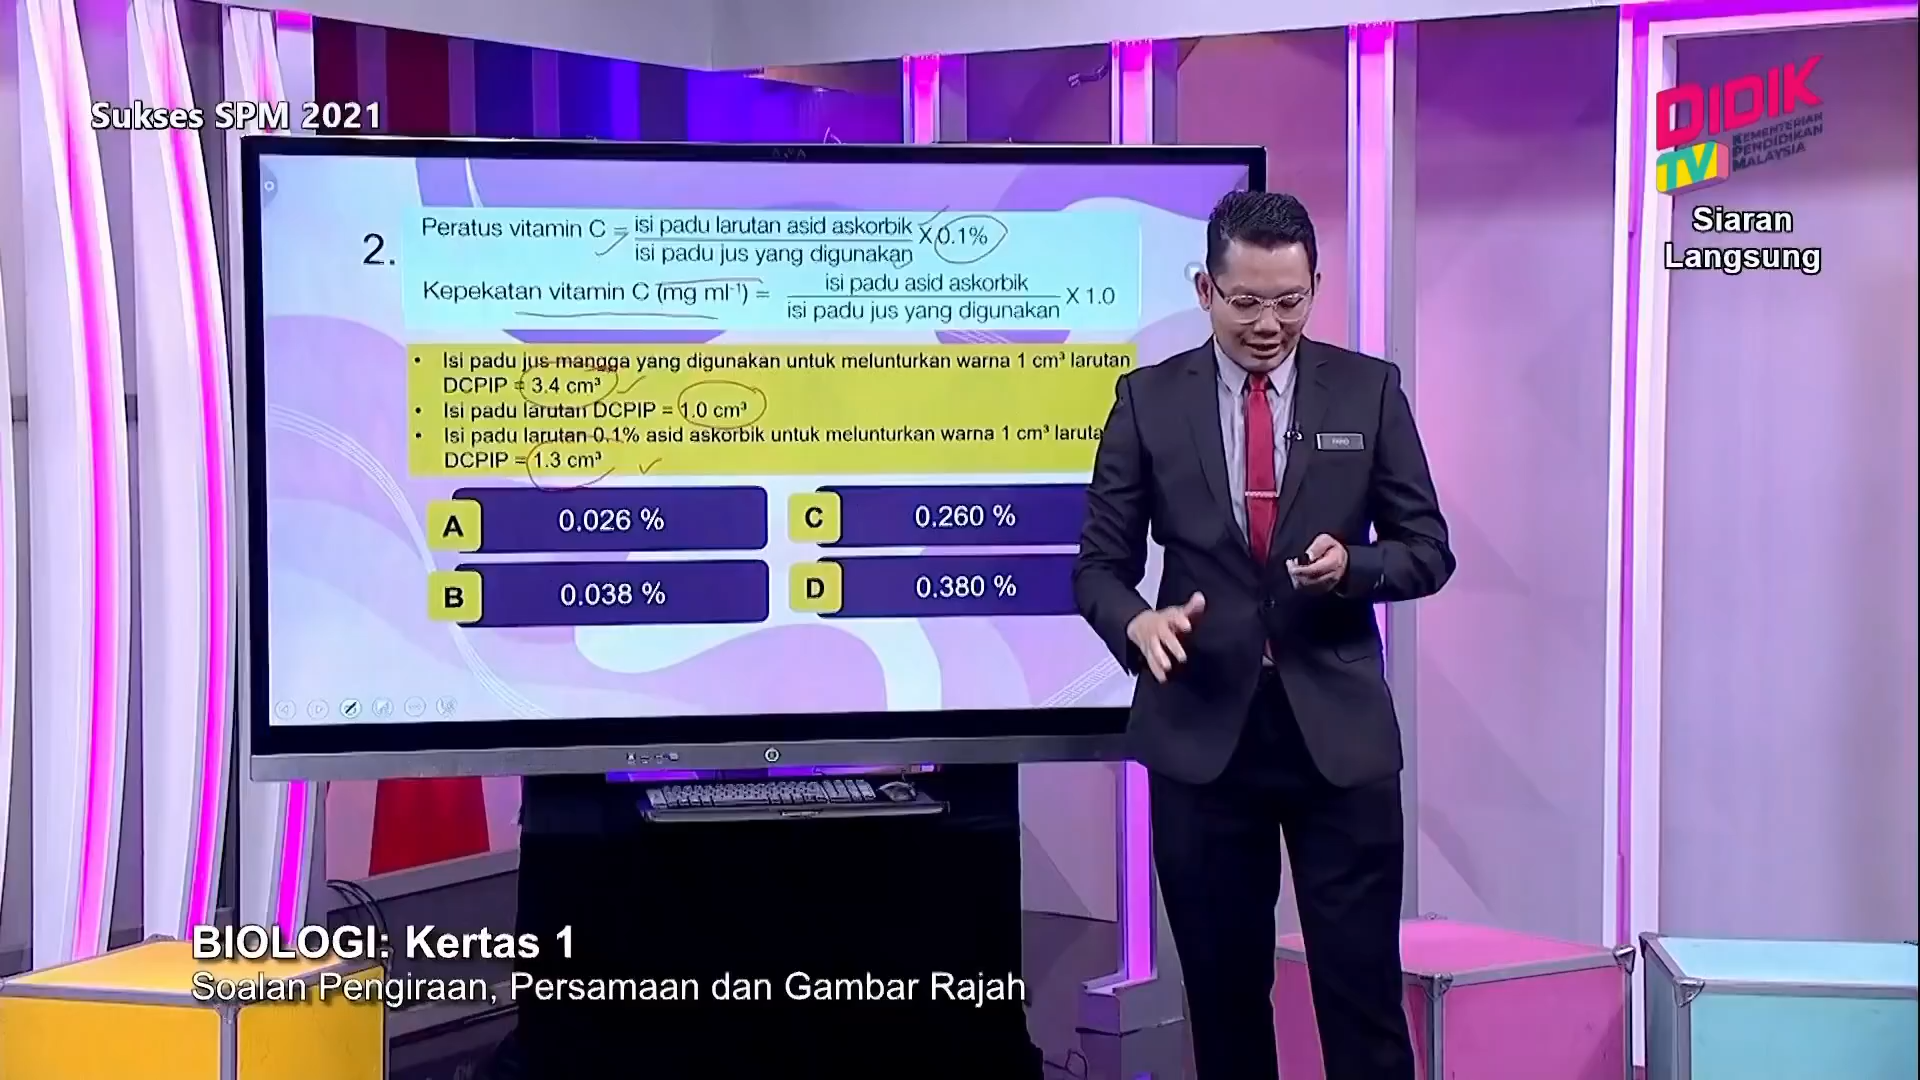 Sukses SPM 2021
DIDIK
TV
KEMENTERIAN
PENDIDIKAN
MALAYSIA
Siaran
Langsung
2.
Peratus vitamin C = isi padu larutan asid askorbik X 0.1%
isi padu jus yang digunakan
Kepekatan vitamin C (mg ml⁻¹) = isi padu asid askorbik X 1.0
isi padu jus yang digunakan
• Isi padu jus mangga yang digunakan untuk melunturkan warna 1 cm³ larutan
DCPIP = 3.4 cm³
• Isi padu larutan DCPIP = 1.0 cm³
• Isi padu larutan 0.1% asid askorbik untuk melunturkan warna 1 cm³ laruta
DCPIP = 1.3 cm³
A 0.026 %
C 0.260 %
B 0.038 %
D 0.380 %
BIOLOGI: Kertas 1
Soalan Pengiraan, Persamaan dan Gambar Rajah